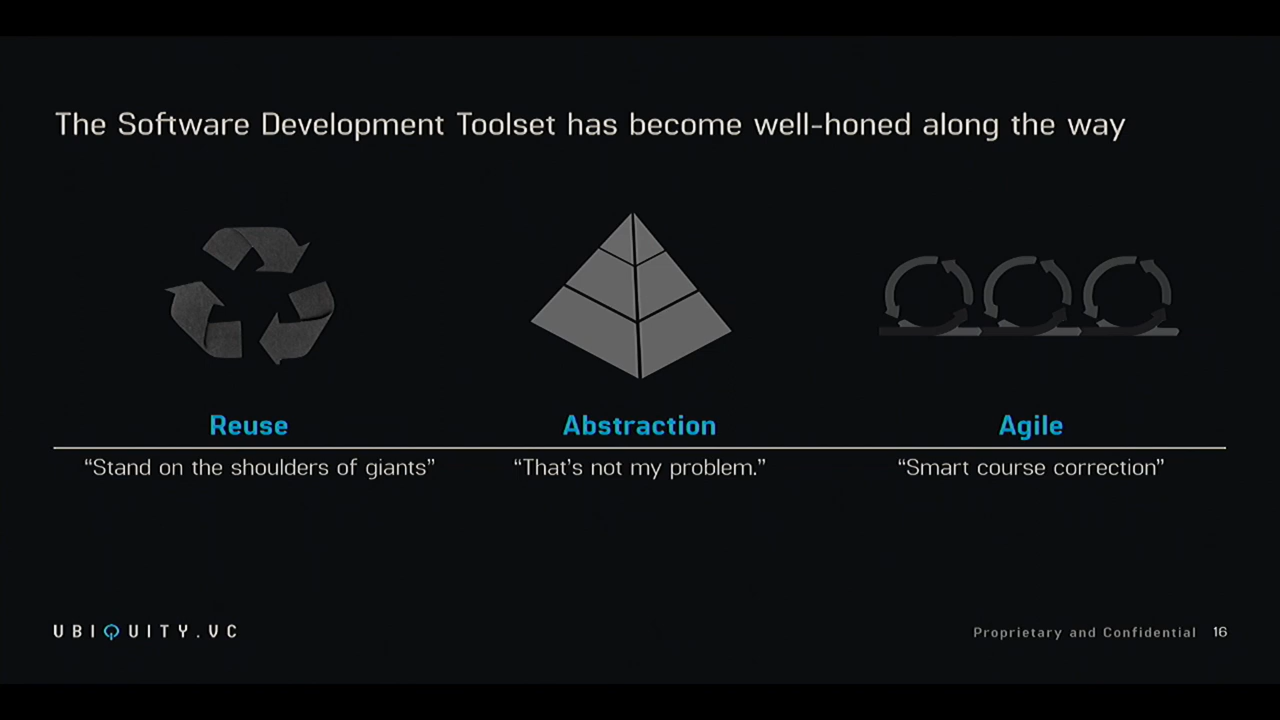 The Software Development Toolset has become well-honed along the way
Reuse
Abstraction
Agile
“Stand on the shoulders of giants”
“That’s not my problem.”
“Smart course correction”
UBIQUITY.VC
Proprietary and Confidential 16